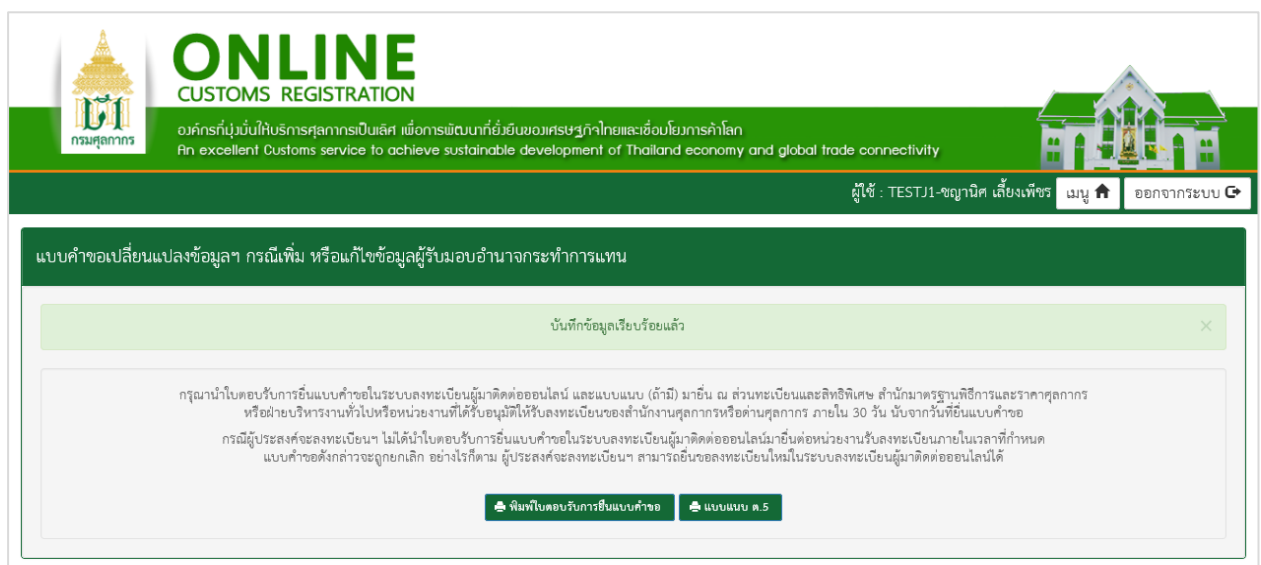 ONLINE
CUSTOMS REGISTRATION
กรมศุลกากร
องค์กรที่มุ่งมั่นให้บริการศุลกากรเป็นเลิศ เพื่อการพัฒนาที่ยั่งยืนของเศรษฐกิจไทยและเชื่อมโยงการค้าโลก
An excellent Customs service to achieve sustainable development of Thailand economy and global trade connectivity
ผู้ใช้ : TESTJ1-ชญานิศ เลี้ยงเพ็ชร เมนู ออกจากระบบ
แบบคำขอเปลี่ยนแปลงข้อมูลฯ กรณีเพิ่ม หรือแก้ไขข้อมูลผู้รับมอบอำนาจกระทำการแทน
บันทึกข้อมูลเรียบร้อยแล้ว ×
กรุณานำใบตอบรับการยื่นแบบคำขอในระบบลงทะเบียนผู้มาติดต่อออนไลน์ และแบบแนบ (ถ้ามี) มายื่น ณ ส่วนทะเบียนและสิทธิพิเศษ สำนักมาตรฐานพิธีการและราคาศุลกากร
หรือฝ่ายบริหารงานทั่วไปหรือหน่วยงานที่ได้รับอนุมัติให้รับลงทะเบียนของสำนักงานศุลกากรหรือด่านศุลกากร ภายใน 30 วัน นับจากวันที่ยื่นแบบคำขอ
กรณีผู้ประสงค์จะลงทะเบียนฯ ไม่ได้นำใบตอบรับการยื่นแบบคำขอในระบบลงทะเบียนผู้มาติดต่อออนไลน์มายื่นต่อหน่วยงานรับลงทะเบียนภายในเวลาที่กำหนด
แบบคำขอดังกล่าวจะถูกยกเลิก อย่างไรก็ตาม ผู้ประสงค์จะลงทะเบียนฯ สามารถยื่นขอลงทะเบียนใหม่ในระบบลงทะเบียนผู้มาติดต่อออนไลน์ได้
พิมพ์ใบตอบรับการยื่นแบบคำขอ แบบแนบ ค.5